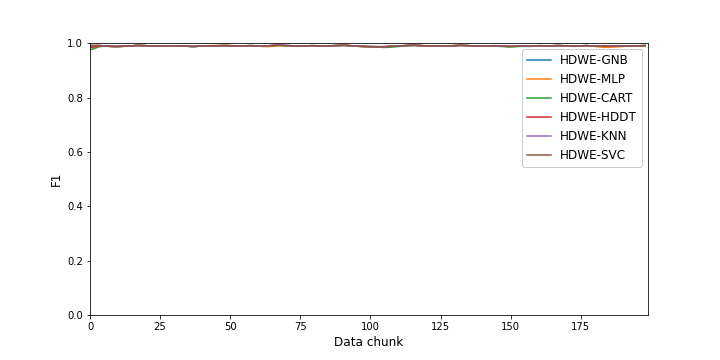 1.0
0.8
0.6
0.4
0.2
0.0
F1
0 25 50 75 100 125 150 175
Data chunk
HDWE-GNB
HDWE-MLP
HDWE-CART
HDWE-HDDT
HDWE-KNN
HDWE-SVC